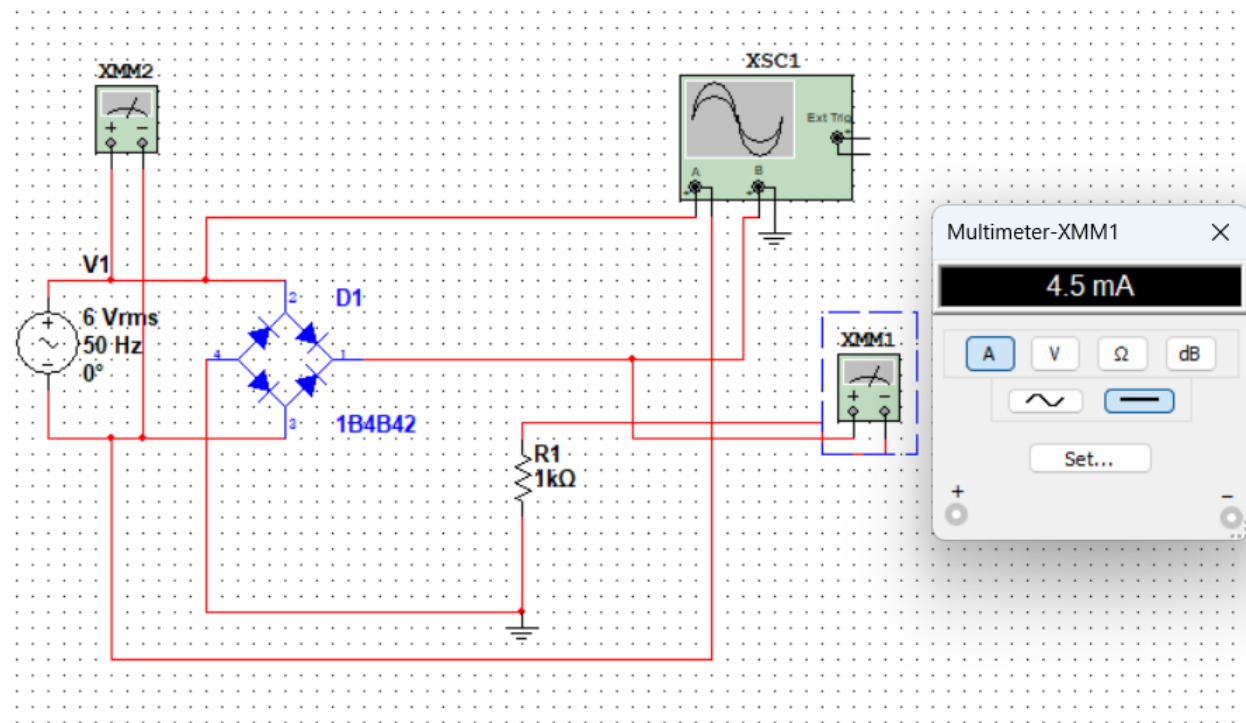 XSC1
XMM2
Ext Trig
+
+ −
A
B
+
−
+
−
Multimeter-XMM1
4.5 mA
V1
2
D1
+
6 Vrms
50 Hz
0°
−
4
1
XMM1
A
V
Ω
dB
+ −
3
1B4B42
R1
1kΩ
Set...
+
−